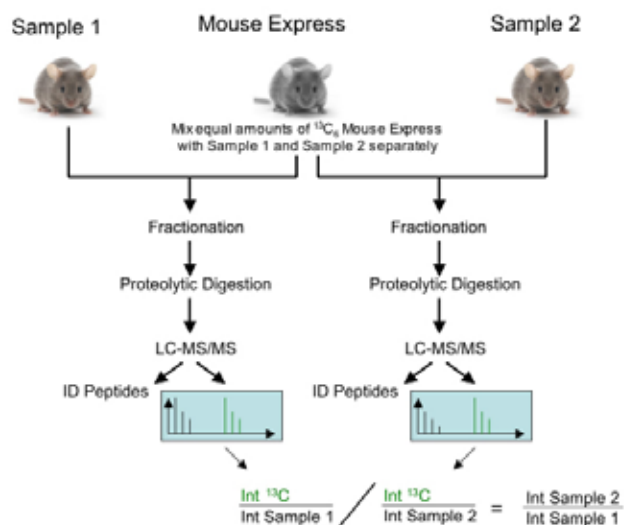 Sample 1
Mouse Express
Sample 2
Mix equal amounts of ¹³C₆ Mouse Express
with Sample 1 and Sample 2 separately
Fractionation
Fractionation
Proteolytic Digestion
Proteolytic Digestion
LC-MS/MS
LC-MS/MS
ID Peptides
ID Peptides
Int ¹³C / Int Sample 1 / Int ¹³C / Int Sample 2 = Int Sample 2 / Int Sample 1